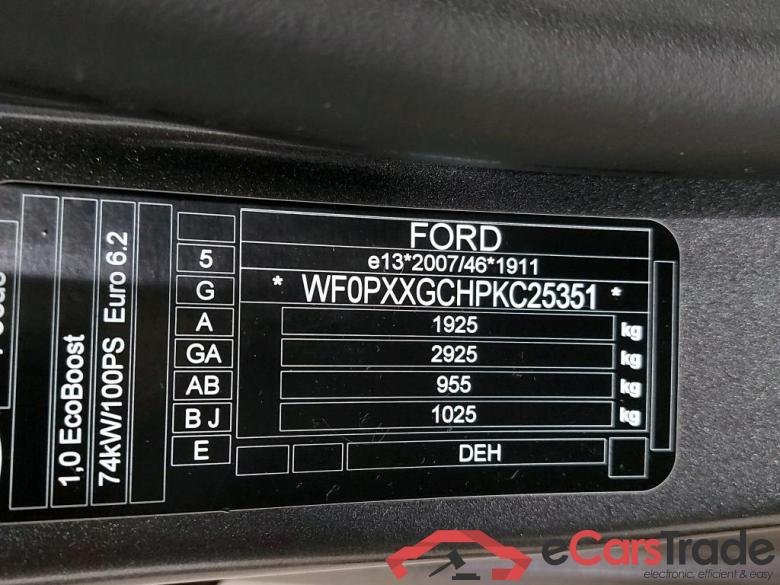 FORD
e13*2007/46*1911
* WF0PXXGCHPKC25351 *
1925 kg
2925 kg
955 kg
1025 kg
DEH
5
G
A
GA
AB
B J
E
1,0 EcoBoost
74kW/100PS Euro 6.2
eCarsTrade
electronic, efficient & easy